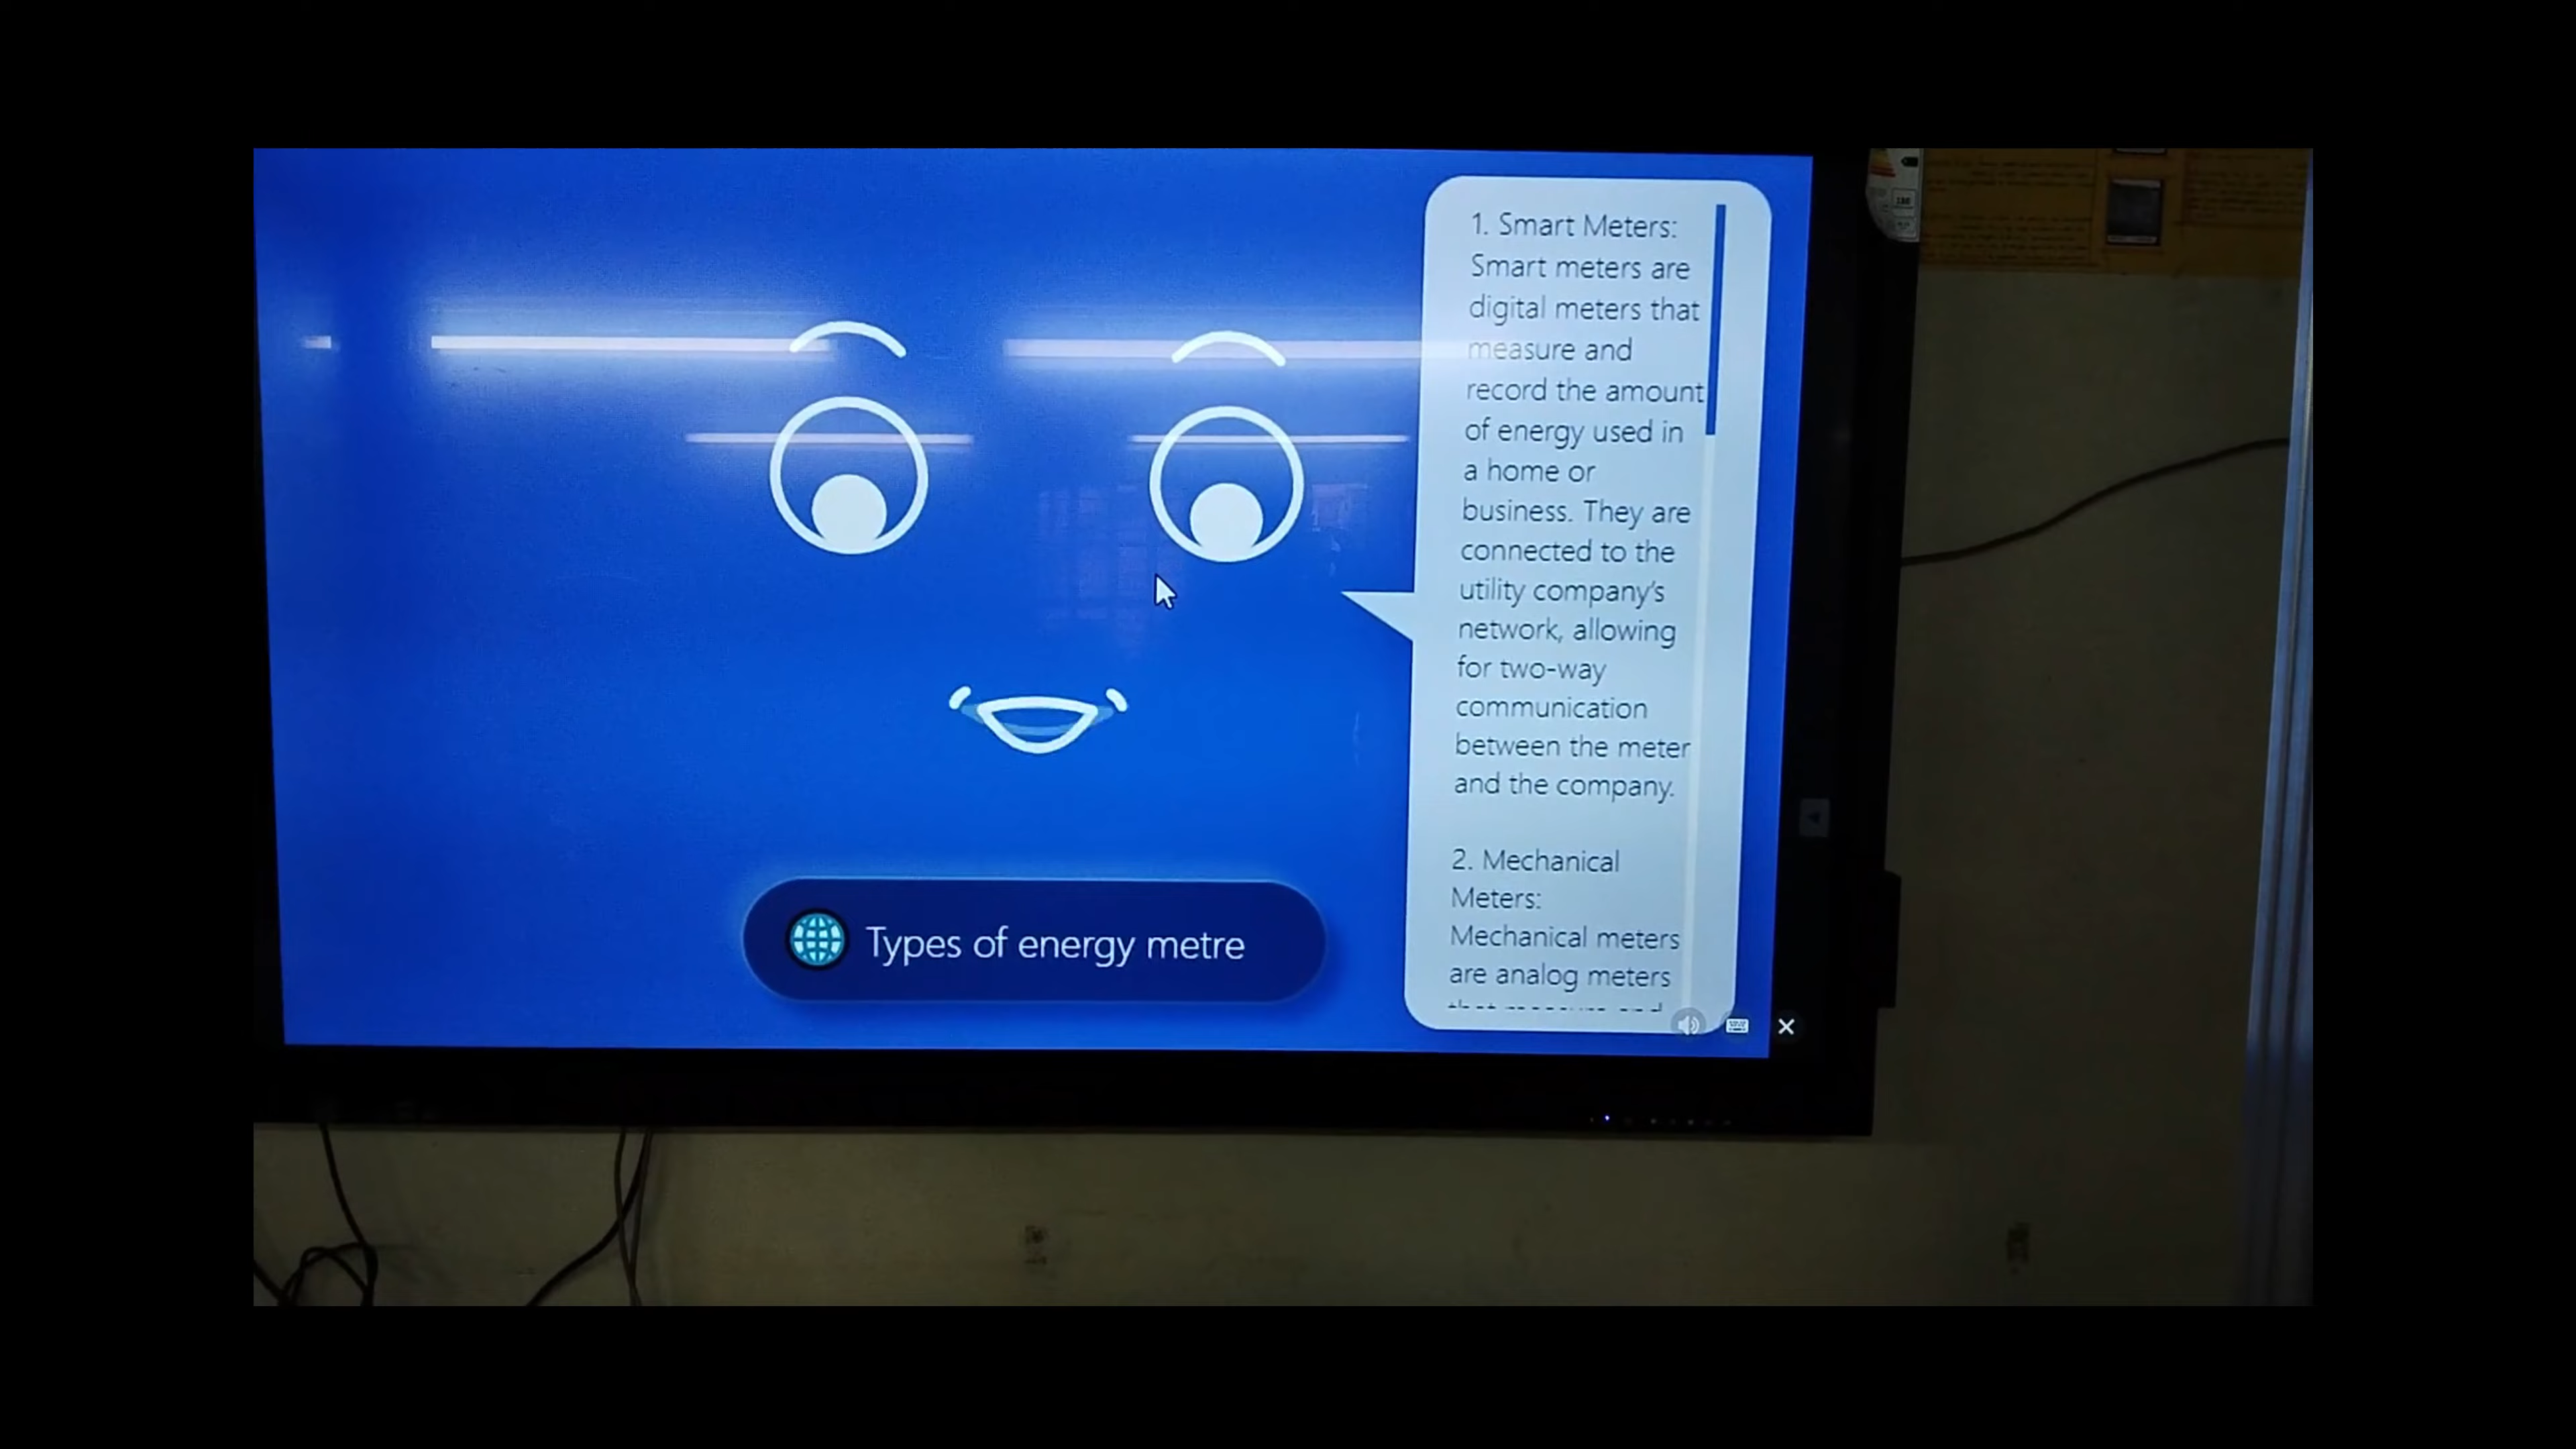 1. Smart Meters:
Smart meters are
digital meters that
measure and
record the amount
of energy used in
a home or
business. They are
connected to the
utility company's
network, allowing
for two-way
communication
between the meter
and the company.
2. Mechanical
Meters:
Mechanical meters
are analog meters
Types of energy metre